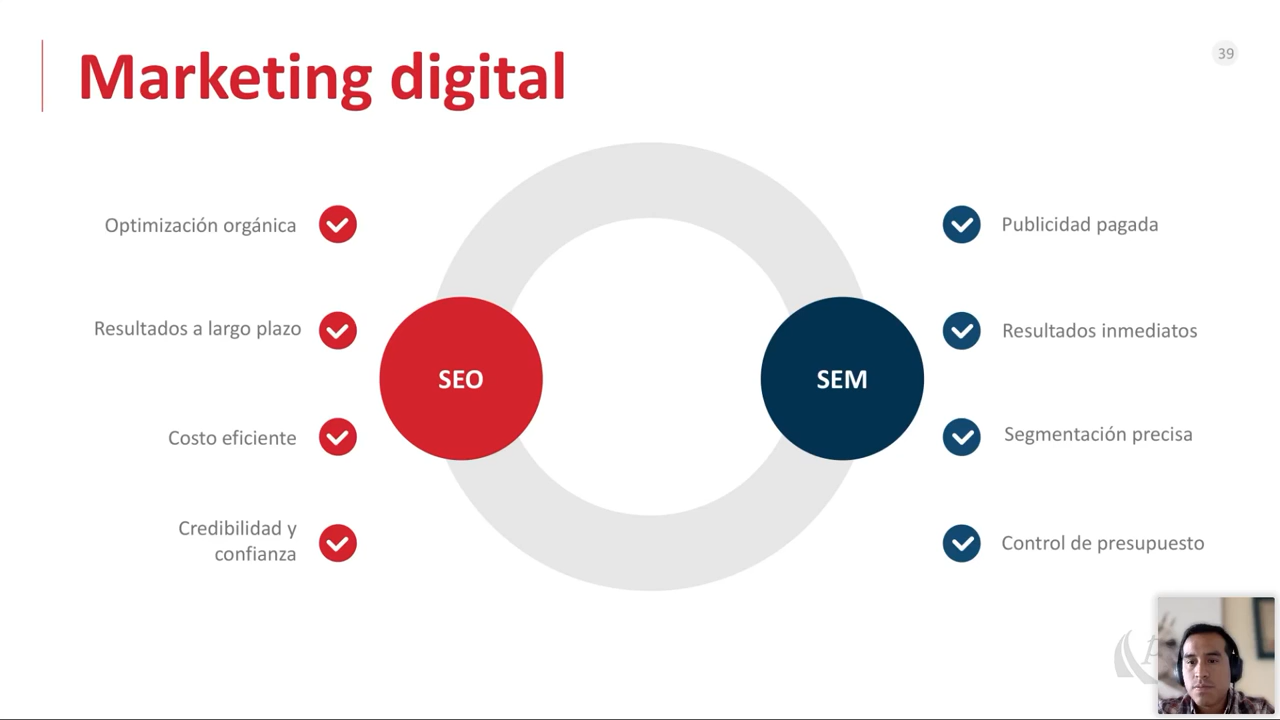 Marketing digital
39
Optimización orgánica
Resultados a largo plazo
Costo eficiente
Credibilidad y
confianza
SEO
SEM
Publicidad pagada
Resultados inmediatos
Segmentación precisa
Control de presupuesto